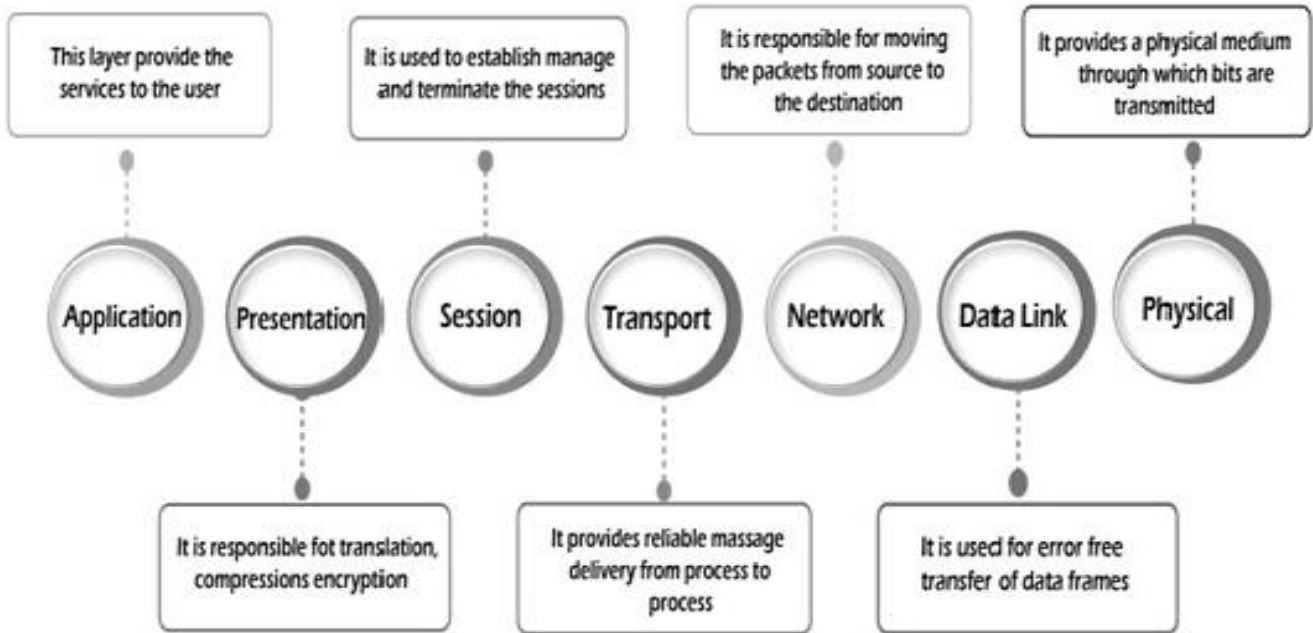 This layer provide the
services to the user
It is used to establish manage
and terminate the sessions
It is responsible for moving
the packets from source to
the destination
It provides a physical medium
through which bits are
transmitted
Application
Presentation
Session
Transport
Network
Data Link
Physical
It is responsible fot translation,
compressions encryption
It provides reliable massage
delivery from process to
process
It is used for error free
transfer of data frames